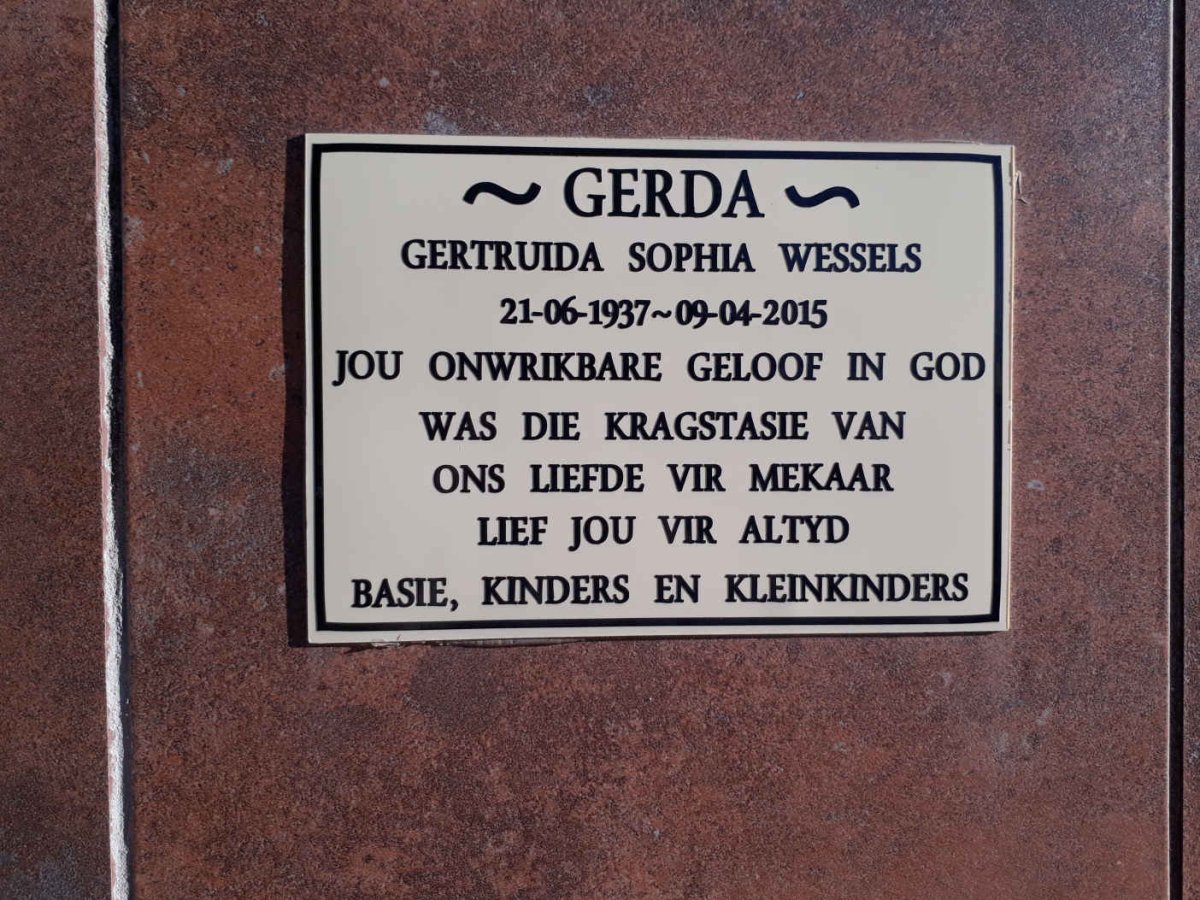 ~ GERDA ~
GERTRUIDA SOPHIA WESSELS
21-06-1937~09-04-2015
JOU ONWRIKBARE GELOOF IN GOD
WAS DIE KRAGSTASIE VAN
ONS LIEFDE VIR MEKAAR
LIEF JOU VIR ALTYD
BASIE, KINDERS EN KLEINKINDERS